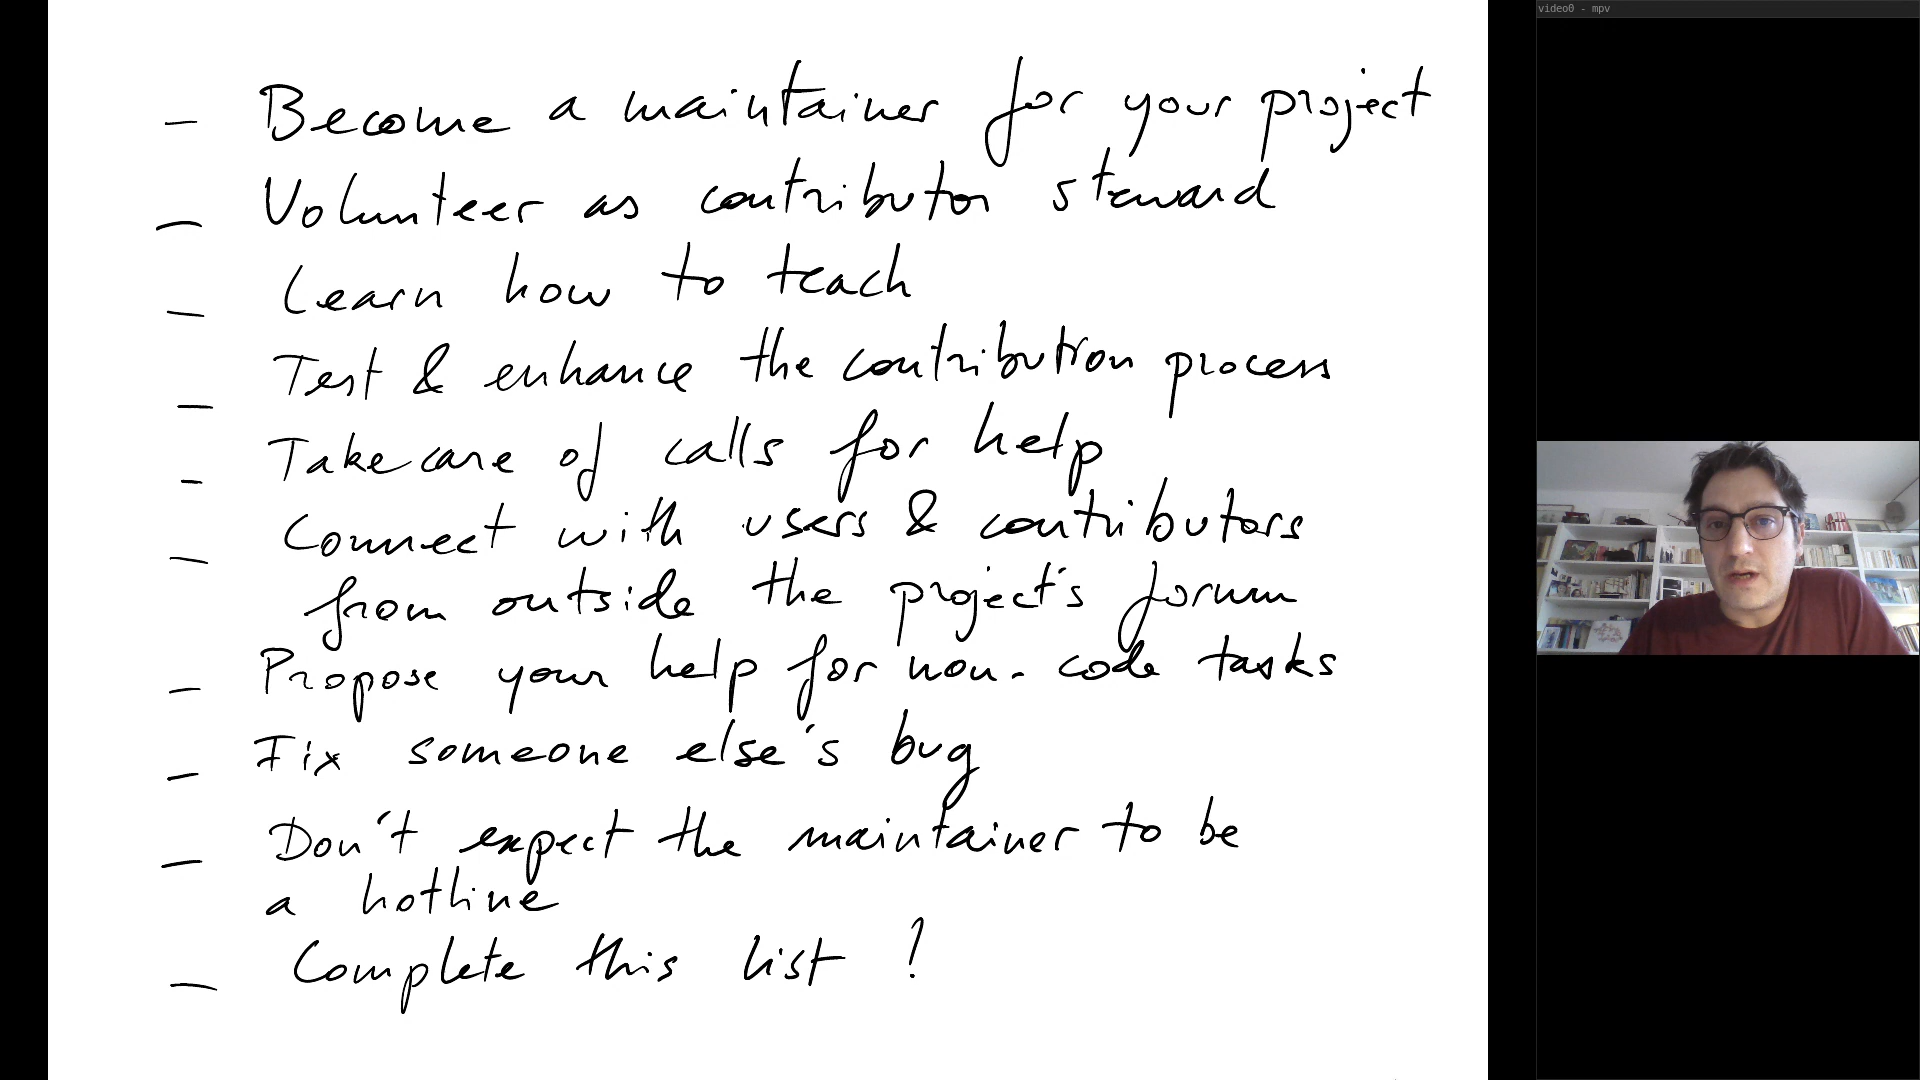 video0 - mpv
- Become a maintainer for your project
- Volunteer as contributor steward
- Learn how to teach
- Test & enhance the contribution process
- Take care of calls for help
- Connect with users & contributors
from outside the project's forum
- Propose your help for non-code tasks
- Fix someone else's bug
- Don't expect the maintainer to be
a hotline
- Complete this list !